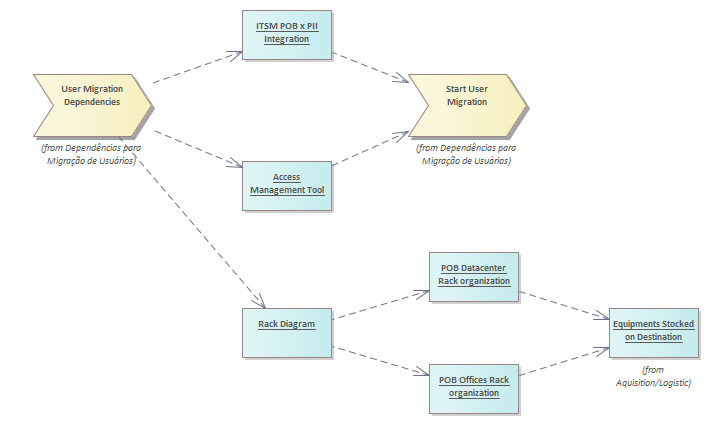 ITSM POB x PII
Integration
User Migration
Dependencies
Start User
Migration
(from Dependências para
Migração de Usuários)
(from Dependências para
Migração de Usuários)
Access
Management Tool
POB Datacenter
Rack organization
Rack Diagram
Equipments Stocked
on Destination
(from
Aquisition/Logistic)
POB Offices Rack
organization